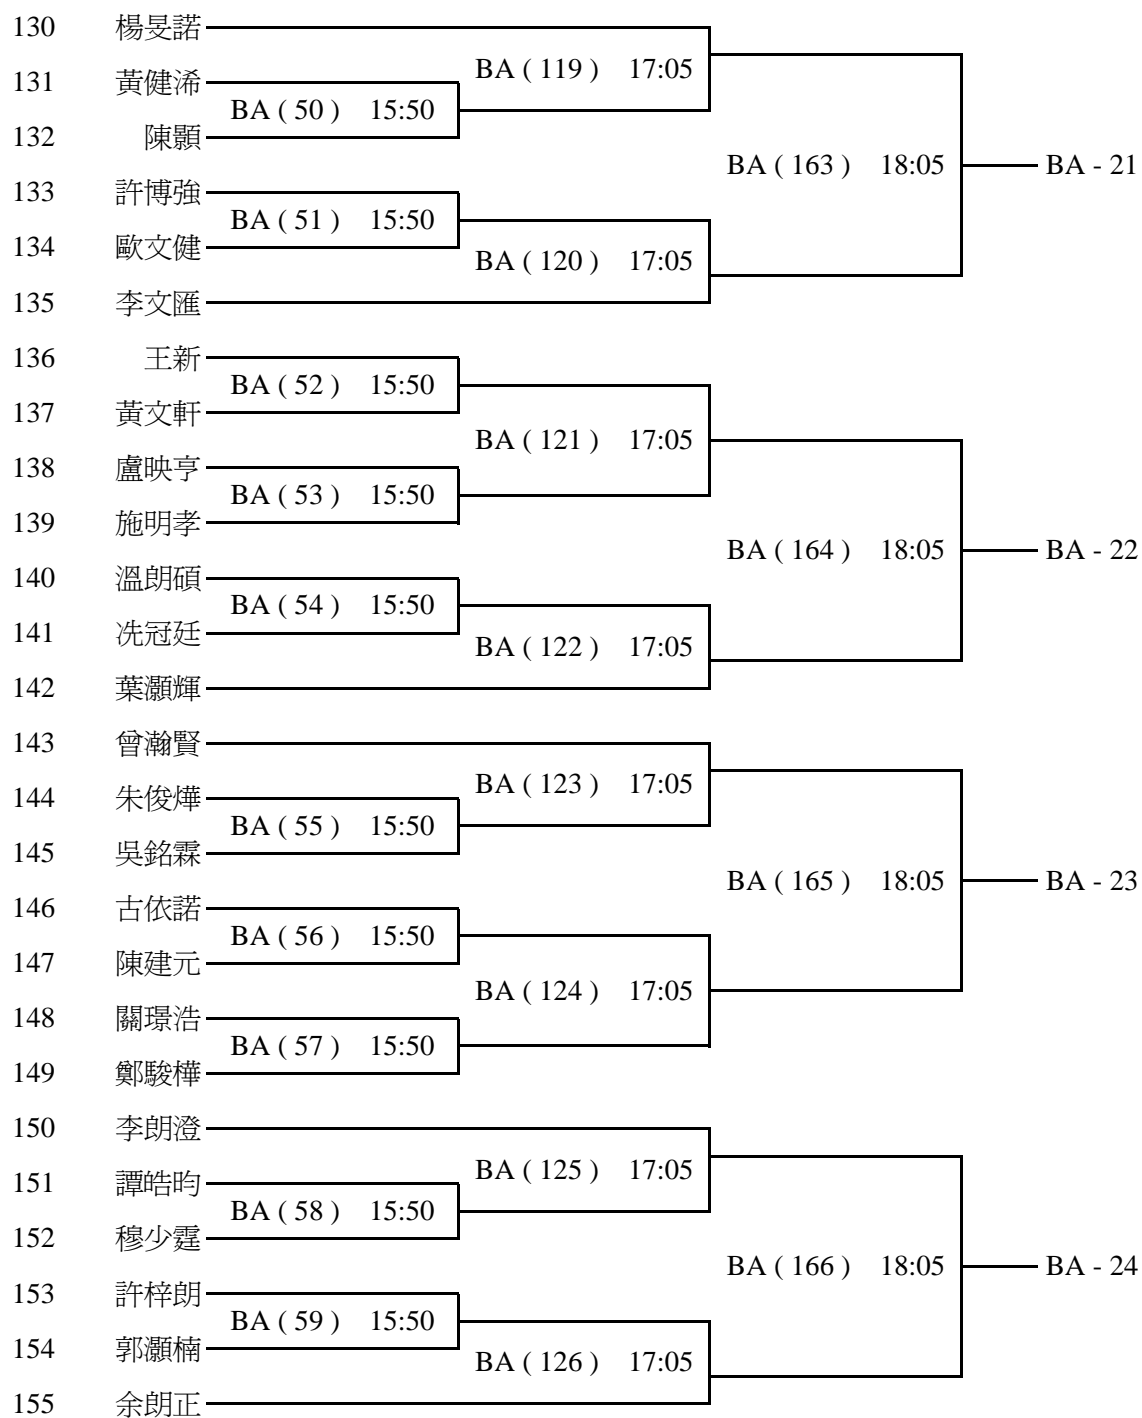 130 楊旻諾
BA ( 119 ) 17:05
131 黃健浠
BA ( 50 ) 15:50
132 陳顥
BA ( 163 ) 18:05 BA - 21
133 許博強
BA ( 51 ) 15:50
134 歐文健
BA ( 120 ) 17:05
135 李文匯
136 王新
BA ( 52 ) 15:50
137 黃文軒
BA ( 121 ) 17:05
138 盧映亨
BA ( 53 ) 15:50
139 施明孝
BA ( 164 ) 18:05 BA - 22
140 溫朗碩
BA ( 54 ) 15:50
141 冼冠廷
BA ( 122 ) 17:05
142 葉灝輝
143 曾瀚賢
BA ( 123 ) 17:05
144 朱俊燁
BA ( 55 ) 15:50
145 吳銘霖
BA ( 165 ) 18:05 BA - 23
146 古依諾
BA ( 56 ) 15:50
147 陳建元
BA ( 124 ) 17:05
148 關璟浩
BA ( 57 ) 15:50
149 鄭駿樺
150 李朗澄
BA ( 125 ) 17:05
151 譚皓昀
BA ( 58 ) 15:50
152 穆少霆
BA ( 166 ) 18:05 BA - 24
153 許梓朗
BA ( 59 ) 15:50
154 郭灝楠
BA ( 126 ) 17:05
155 余朗正